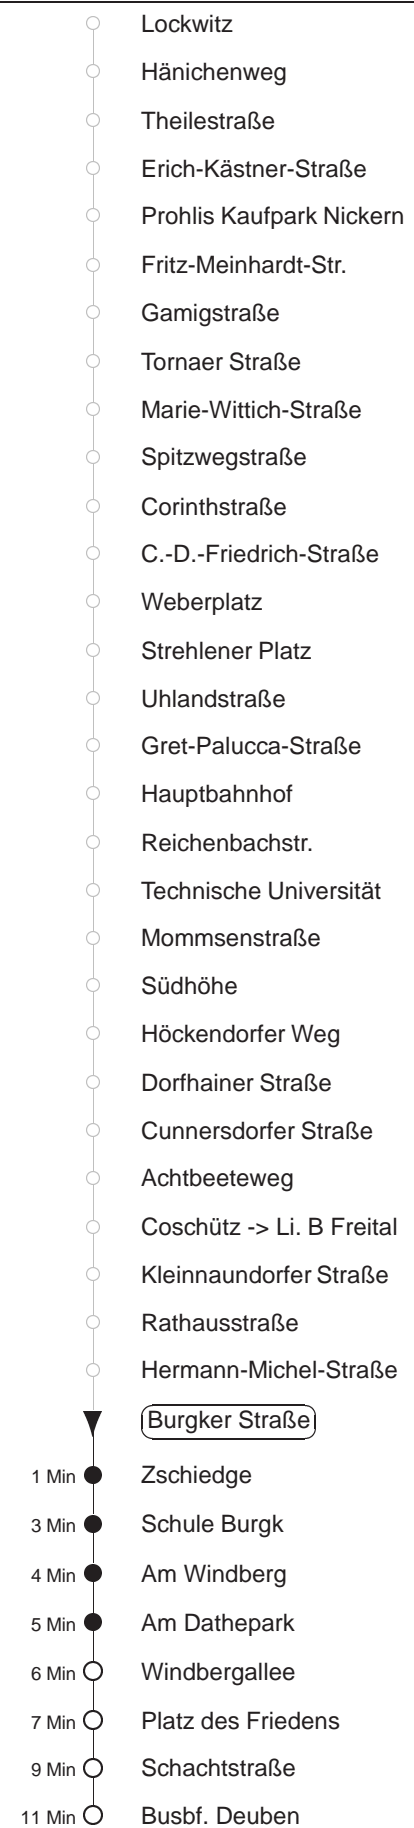 Lockwitz
Hänichenweg
Theilestraße
Erich-Kästner-Straße
Prohlis Kaufpark Nickern
Fritz-Meinhardt-Str.
Gamigstraße
Tornaer Straße
Marie-Wittich-Straße
Spitzwegstraße
Corinthstraße
C.-D.-Friedrich-Straße
Weberplatz
Strehlener Platz
Uhlandstraße
Gret-Palucca-Straße
Hauptbahnhof
Reichenbachstr.
Technische Universität
Mommsenstraße
Südhöhe
Höckendorfer Weg
Dorfhainer Straße
Cunnersdorfer Straße
Achtbeeteweg
Coschütz -> Li. B Freital
Kleinnaundorfer Straße
Rathausstraße
Hermann-Michel-Straße
Burgker Straße
1 Min Zschiedge
3 Min Schule Burgk
4 Min Am Windberg
5 Min Am Dathepark
6 Min Windbergallee
7 Min Platz des Friedens
9 Min Schachtstraße
11 Min Busbf. Deuben